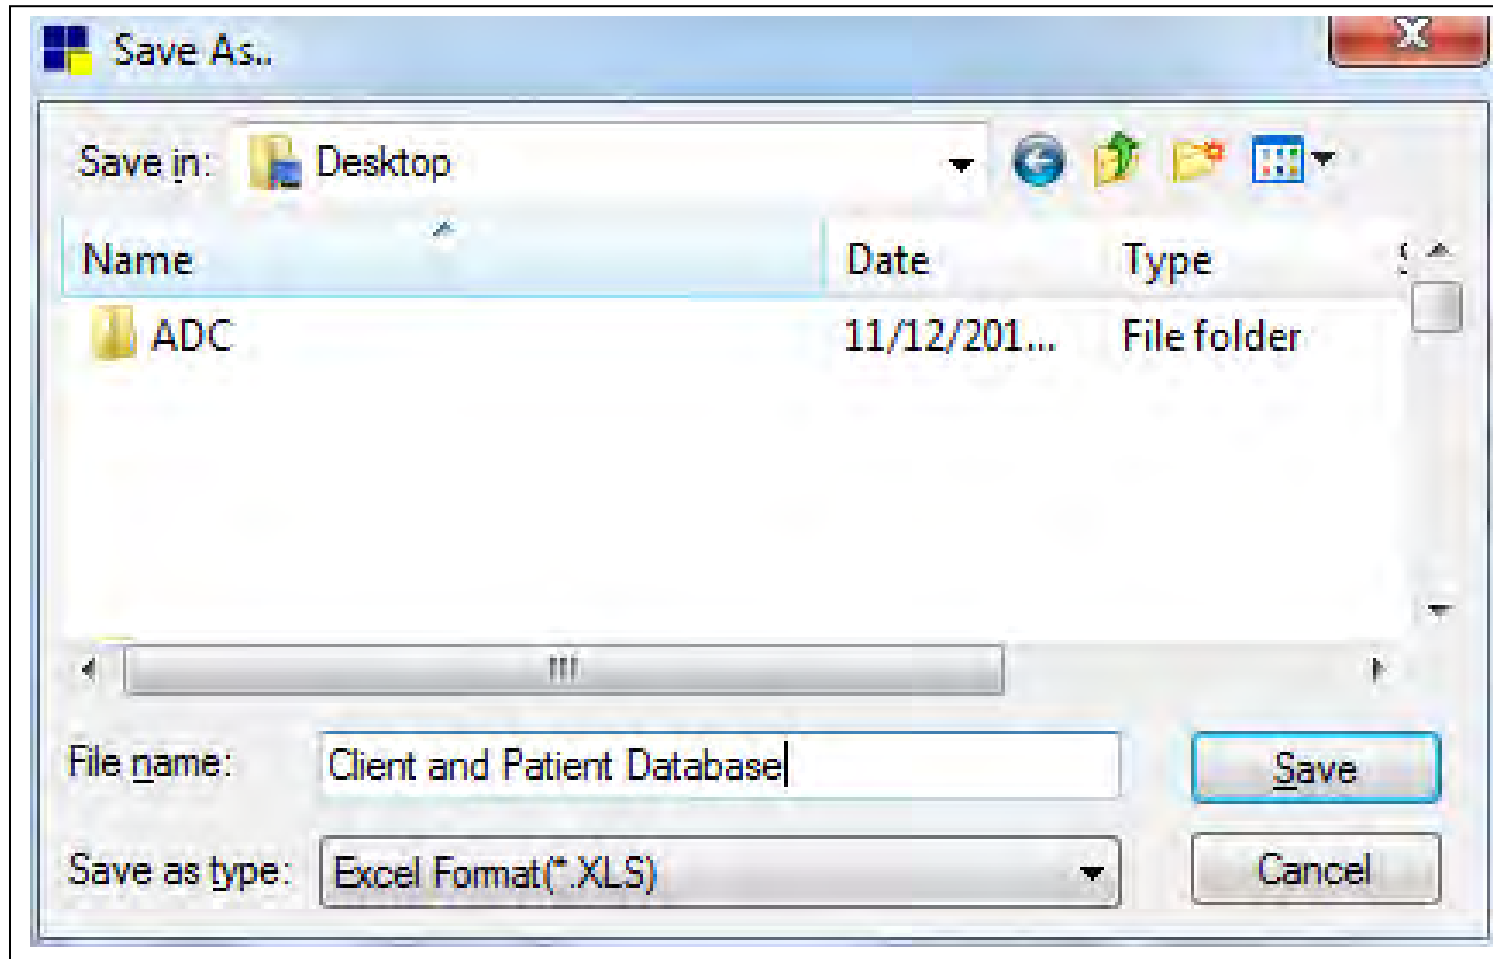 Save As..
Save in: Desktop
Name Date Type
ADC 11/12/201... File folder
File name: Client and Patient Database Save
Save as type: Excel Format(*.XLS) Cancel